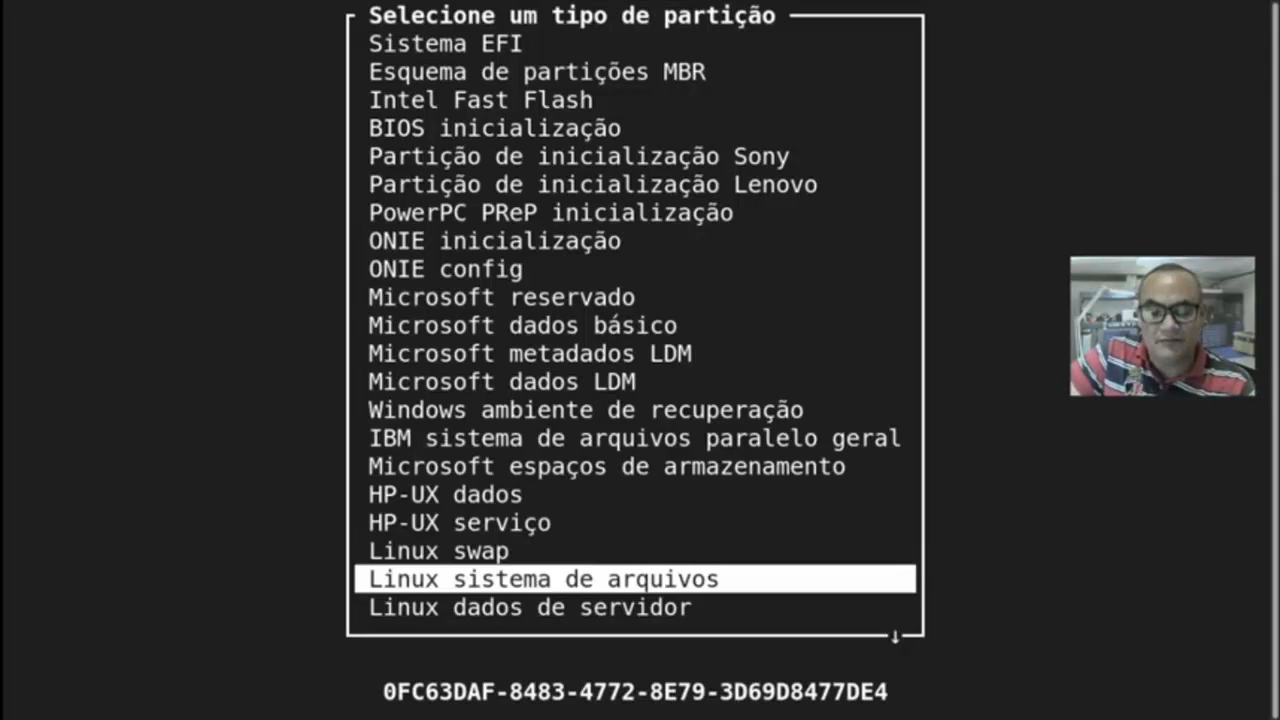 Selecione um tipo de partição
Sistema EFI
Esquema de partições MBR
Intel Fast Flash
BIOS inicialização
Partição de inicialização Sony
Partição de inicialização Lenovo
PowerPC PReP inicialização
ONIE inicialização
ONIE config
Microsoft reservado
Microsoft dados básico
Microsoft metadados LDM
Microsoft dados LDM
Windows ambiente de recuperação
IBM sistema de arquivos paralelo geral
Microsoft espaços de armazenamento
HP-UX dados
HP-UX serviço
Linux swap
Linux sistema de arquivos
Linux dados de servidor
↓
0FC63DAF-8483-4772-8E79-3D69D8477DE4